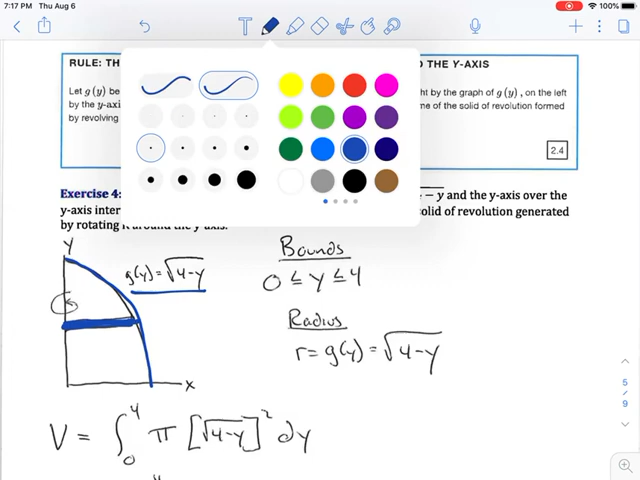 7:17 PM Thu Aug 6
100%
RULE: TH
D THE Y-AXIS
Let g(y) be
ht by the graph of g(y), on the left
by the y-axi
me of the solid of revolution formed
by revolving
2.4
Exercise 4:
4 − y and the y-axis over the
y-axis inter
solid of revolution generated
by rotating it around the y-axis.
y
g(y) = √4-y
x
Bounds
0 ≤ y ≤ 4
Radius
r = g(y) = √4-y
V = ∫₀⁴ π [√4-y]² dy
4
5
/
9